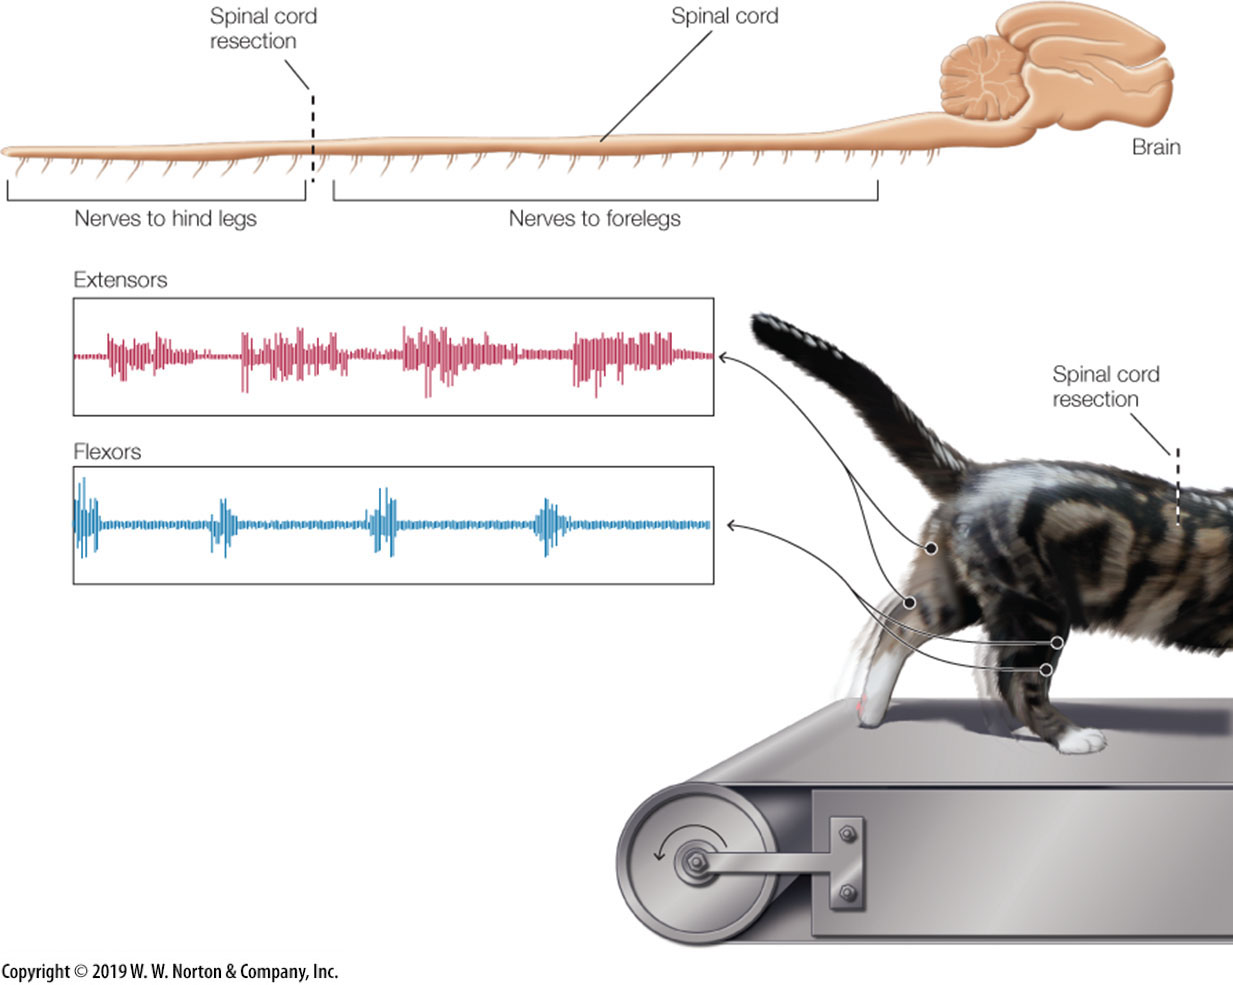 Spinal cord
resection
Spinal cord
Brain
Nerves to hind legs
Nerves to forelegs
Extensors
Spinal cord
resection
Flexors
Copyright © 2019 W. W. Norton & Company, Inc.